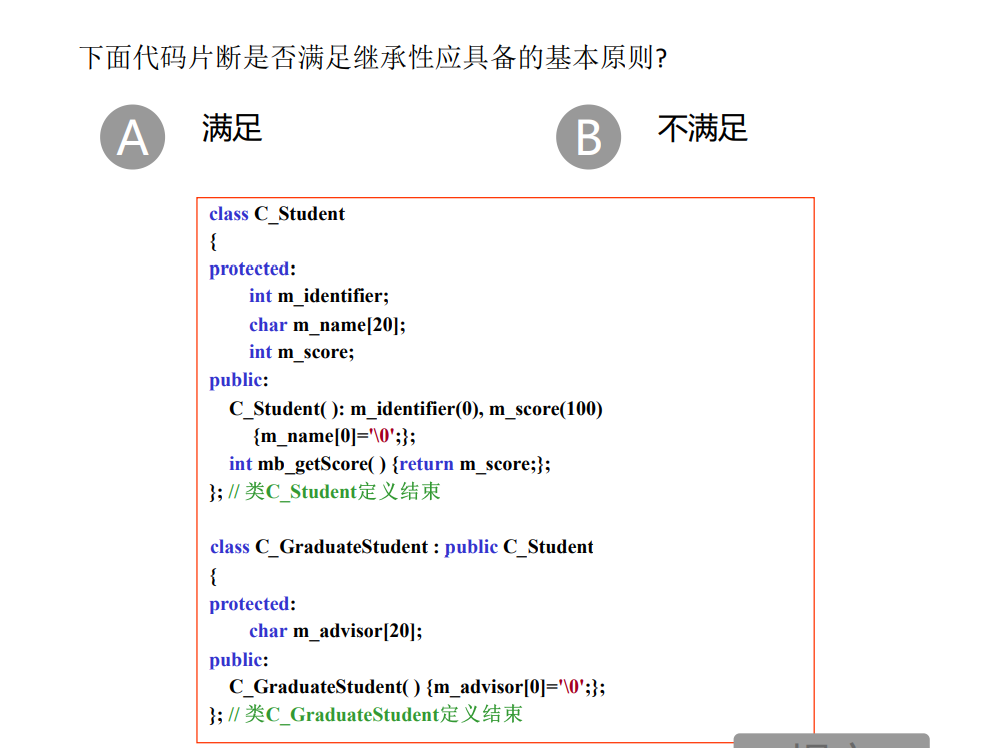 下面代码片断是否满足继承性应具备的基本原则?
A 满足
B 不满足
class C_Student
{
protected:
int m_identifier;
char m_name[20];
int m_score;
public:
C_Student( ): m_identifier(0), m_score(100)
{m_name[0]='\0';};
int mb_getScore( ) {return m_score;};
}; // 类C_Student定义结束
class C_GraduateStudent : public C_Student
{
protected:
char m_advisor[20];
public:
C_GraduateStudent( ) {m_advisor[0]='\0';};
}; // 类C_GraduateStudent定义结束